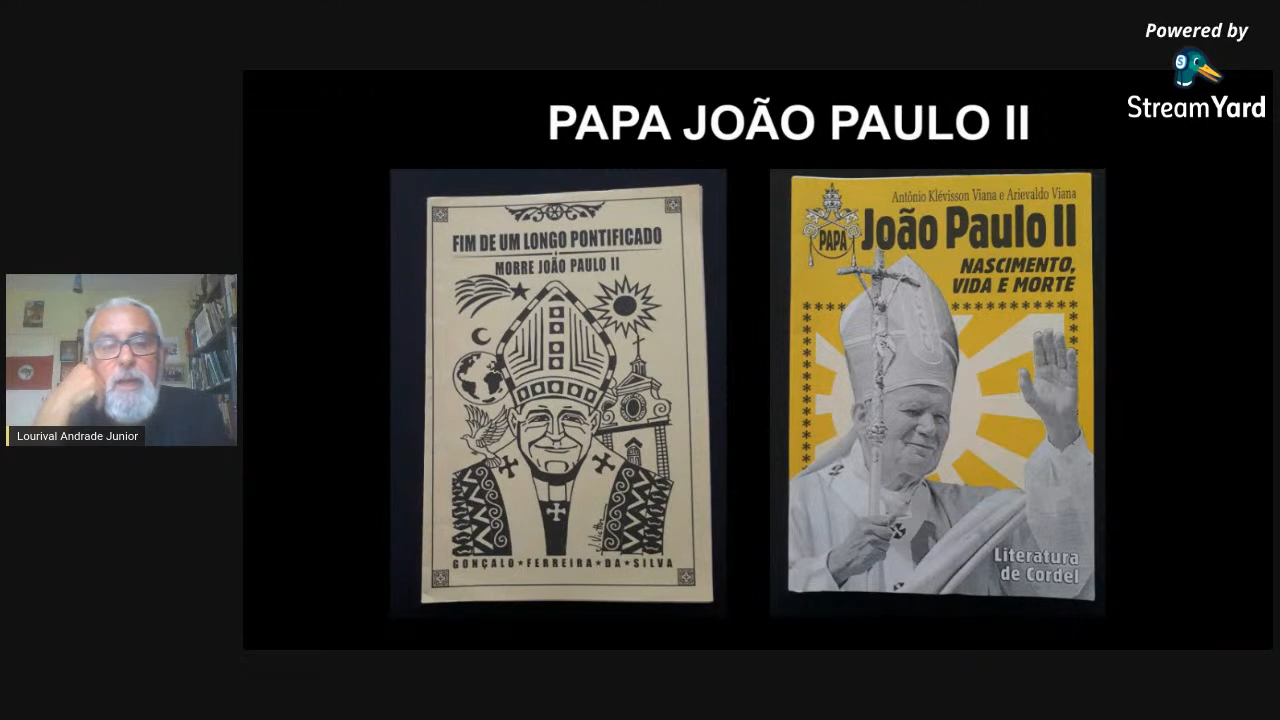 Powered by
StreamYard
PAPA JOÃO PAULO II
FIM DE UM LONGO PONTIFICADO
MORRE JOÃO PAULO II
GONÇALO★FERREIRA★DA★SILVA
Antônio Klévisson Viana e Arievaldo Viana
PAPA
João Paulo II
NASCIMENTO,
VIDA E MORTE
Literatura
de Cordel
Lourival Andrade Junior